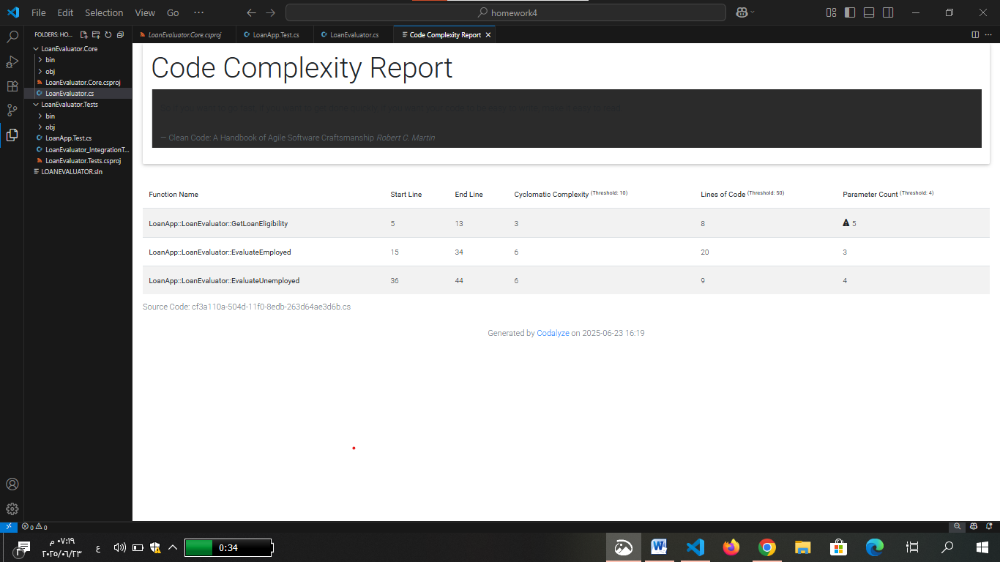 File Edit Selection View Go ··· homework4
FOLDERS: HO...
LoanEvaluator.Core.csproj LoanApp.Test.cs LoanEvaluator.cs Code Complexity Report
LoanEvaluator.Core
bin
obj
LoanEvaluator.Core.csproj
LoanEvaluator.cs
LoanEvaluator.Tests
bin
obj
LoanApp.Test.cs
LoanEvaluator_IntegrationT...
LoanEvaluator.Tests.csproj
LOANEVALUATOR.sln
Code Complexity Report
— Clean Code: A Handbook of Agile Software Craftsmanship Robert C. Martin
Function Name Start Line End Line Cyclomatic Complexity (Threshold: 10) Lines of Code (Threshold: 50) Parameter Count (Threshold: 4)
LoanApp::LoanEvaluator::GetLoanEligibility 5 13 3 8 5
LoanApp::LoanEvaluator::EvaluateEmployed 15 34 6 20 3
LoanApp::LoanEvaluator::EvaluateUnemployed 36 44 6 9 4
Source Code: cf3a110a-504d-11f0-8edb-263d64ae3d6b.cs
Generated by Codalyze on 2025-06-23 16:19
0 0
٠٧:١٩ م
٢٠٢٥/٠٦/٢٣
٢
ع
0:34